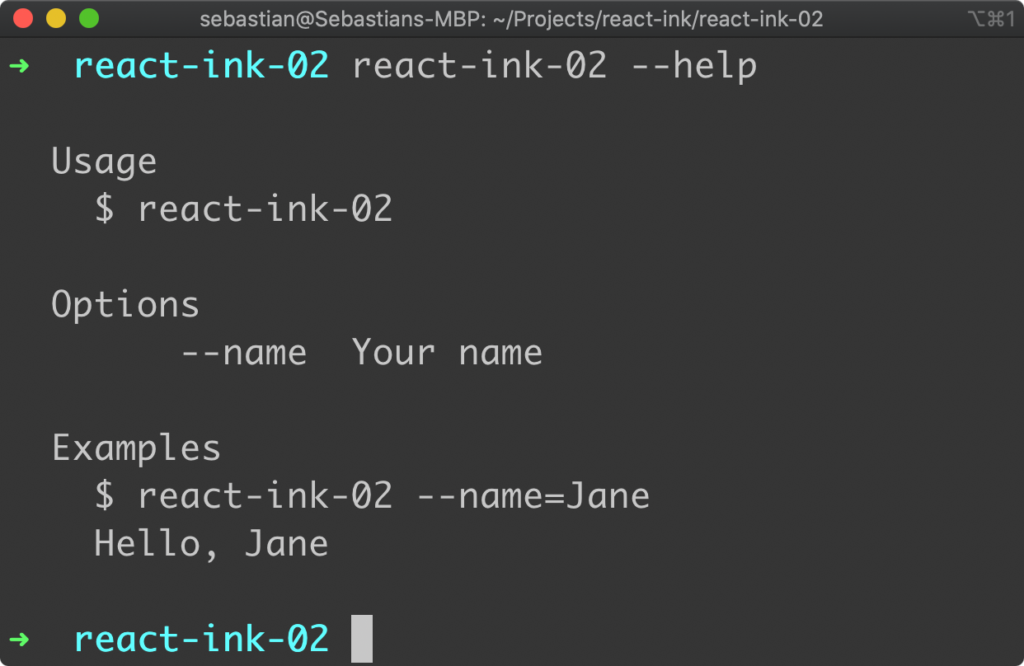 sebastian@Sebastians-MBP: ~/Projects/react-ink/react-ink-02 ⌥⌘1
➜ react-ink-02 react-ink-02 --help
Usage
$ react-ink-02
Options
--name Your name
Examples
$ react-ink-02 --name=Jane
Hello, Jane
➜ react-ink-02